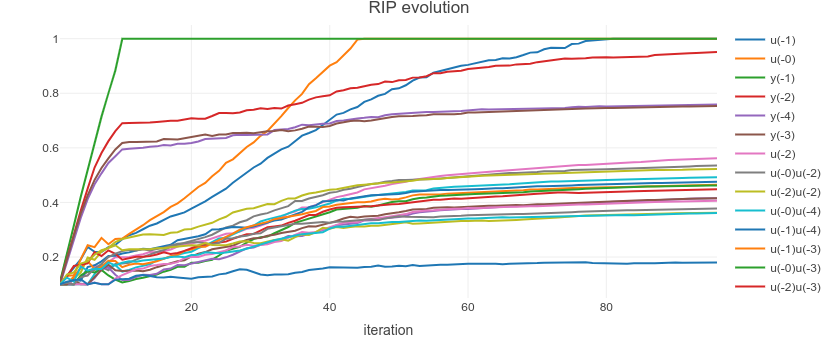 RIP evolution
1
0.8
0.6
0.4
0.2
20
40
60
80
iteration
u(-1)
u(-0)
y(-1)
y(-2)
y(-4)
y(-3)
u(-2)
u(-0)u(-2)
u(-2)u(-2)
u(-0)u(-4)
u(-1)u(-4)
u(-1)u(-3)
u(-0)u(-3)
u(-2)u(-3)